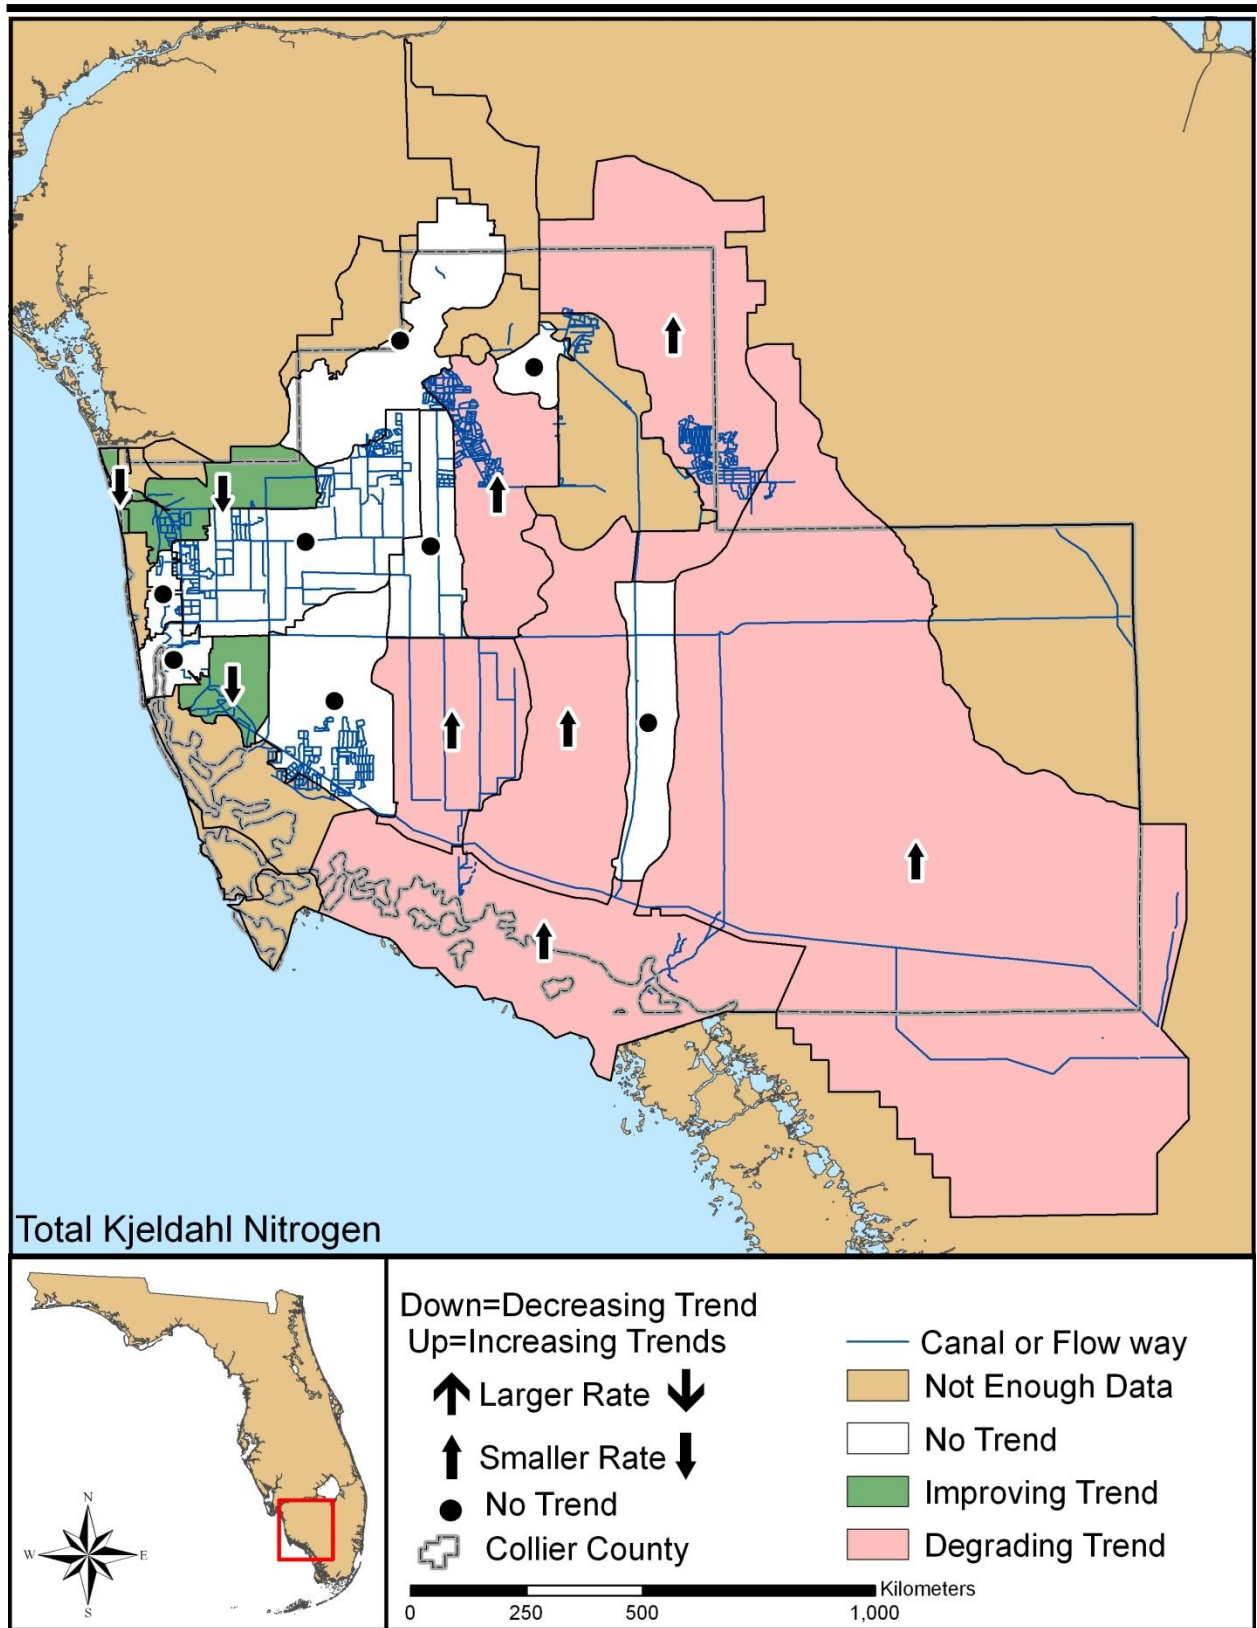 Total Kjeldahl Nitrogen
N
W
E
S
Down=Decreasing Trend
Up=Increasing Trends
Larger Rate
Smaller Rate
No Trend
Collier County
Canal or Flow way
Not Enough Data
No Trend
Improving Trend
Degrading Trend
Kilometers
0 250 500 1,000